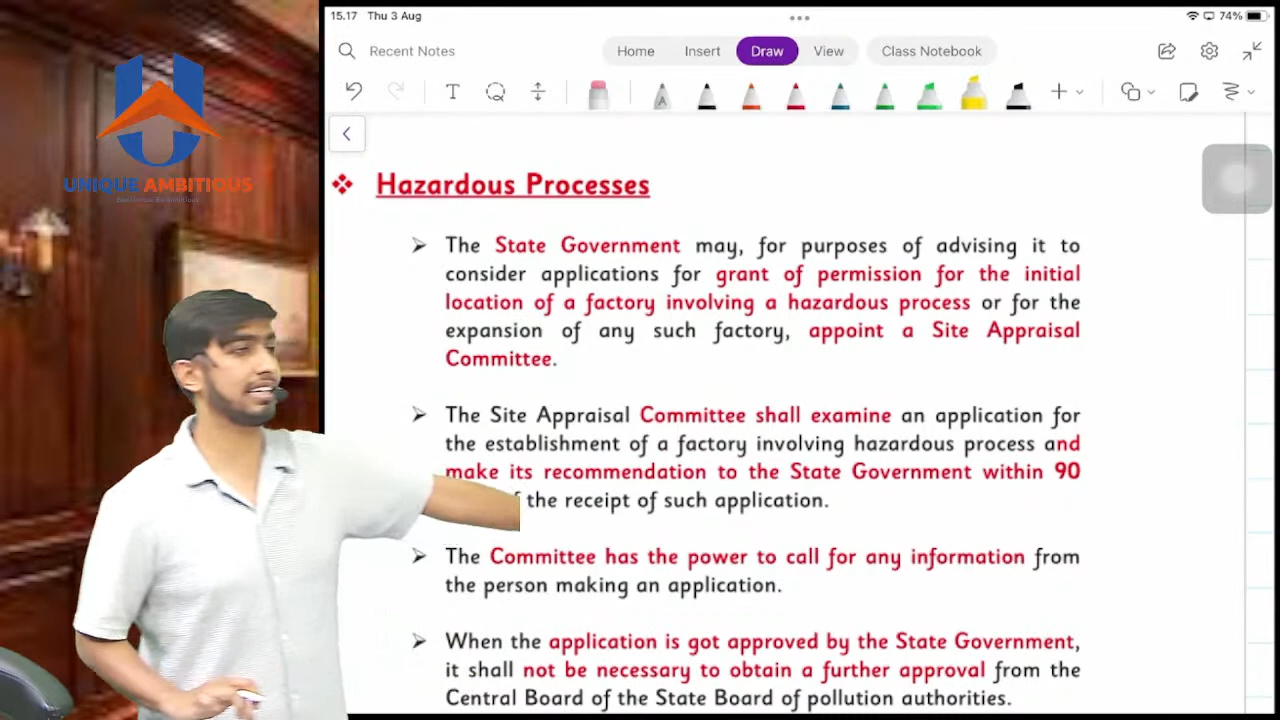 15.17 Thu 3 Aug
74%
Recent Notes
Home
Insert
Draw
View
Class Notebook
UNIQUE AMBITIOUS
❖ Hazardous Processes
➢ The State Government may, for purposes of advising it to
consider applications for grant of permission for the initial
location of a factory involving a hazardous process or for the
expansion of any such factory, appoint a Site Appraisal
Committee.
➢ The Site Appraisal Committee shall examine an application for
the establishment of a factory involving hazardous process and
make its recommendation to the State Government within 90
the receipt of such application.
➢ The Committee has the power to call for any information from
the person making an application.
➢ When the application is got approved by the State Government,
it shall not be necessary to obtain a further approval from the
Central Board of the State Board of pollution authorities.